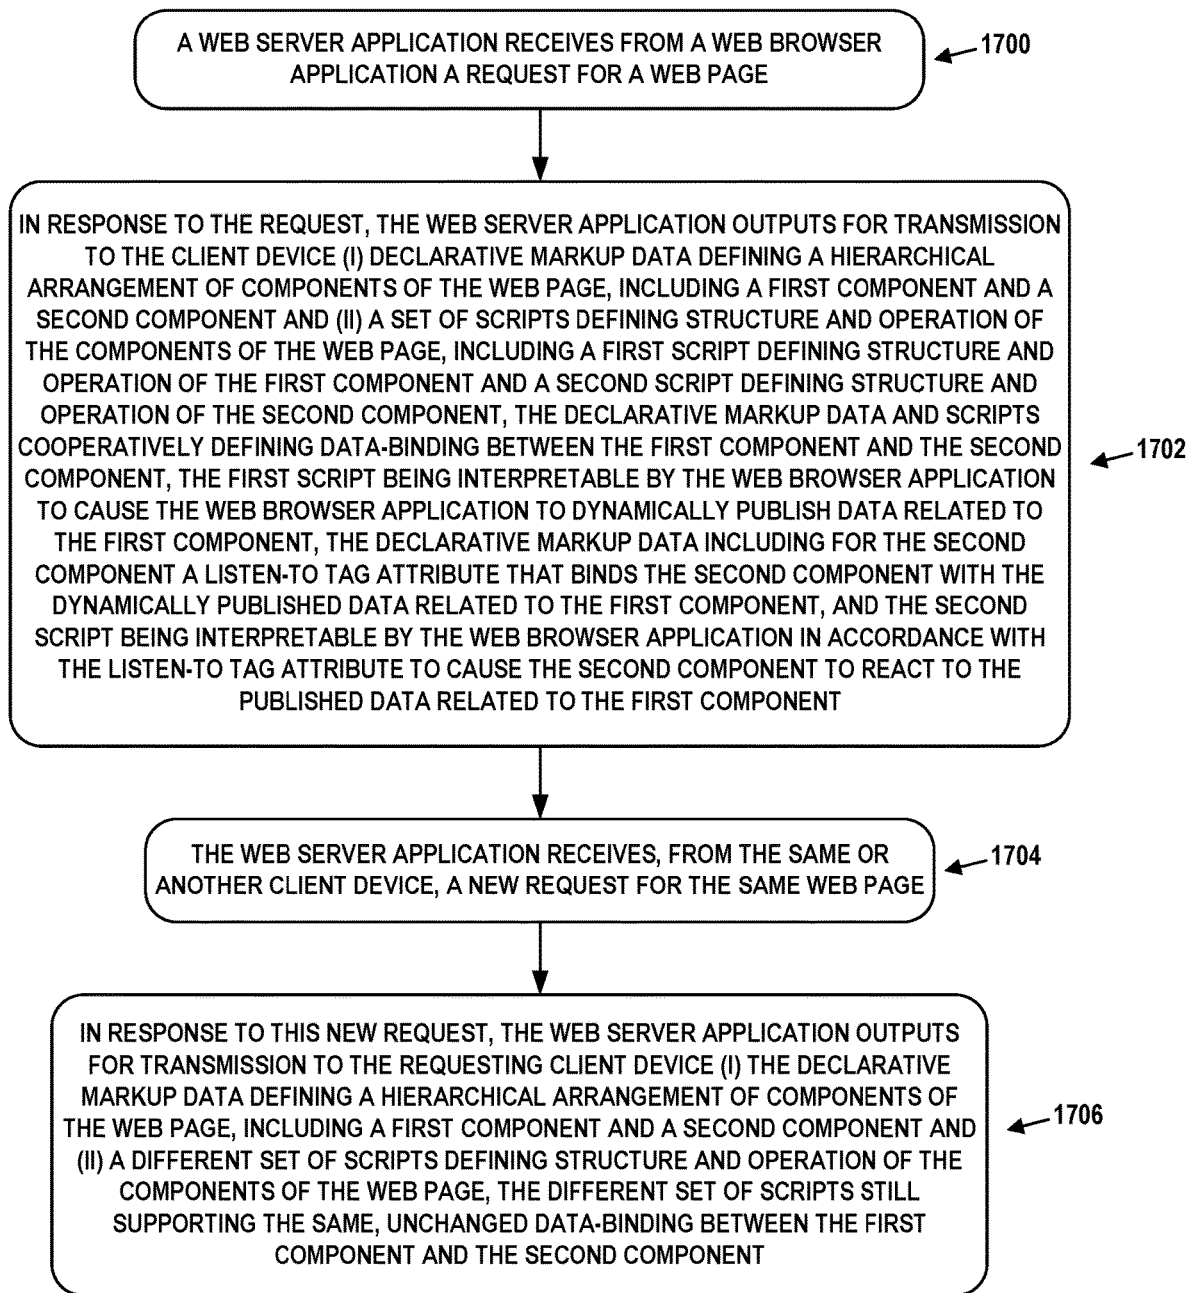 A WEB SERVER APPLICATION RECEIVES FROM A WEB BROWSER
APPLICATION A REQUEST FOR A WEB PAGE
1700
IN RESPONSE TO THE REQUEST, THE WEB SERVER APPLICATION OUTPUTS FOR TRANSMISSION
TO THE CLIENT DEVICE (I) DECLARATIVE MARKUP DATA DEFINING A HIERARCHICAL
ARRANGEMENT OF COMPONENTS OF THE WEB PAGE, INCLUDING A FIRST COMPONENT AND A
SECOND COMPONENT AND (II) A SET OF SCRIPTS DEFINING STRUCTURE AND OPERATION OF
THE COMPONENTS OF THE WEB PAGE, INCLUDING A FIRST SCRIPT DEFINING STRUCTURE AND
OPERATION OF THE FIRST COMPONENT AND A SECOND SCRIPT DEFINING STRUCTURE AND
OPERATION OF THE SECOND COMPONENT, THE DECLARATIVE MARKUP DATA AND SCRIPTS
COOPERATIVELY DEFINING DATA-BINDING BETWEEN THE FIRST COMPONENT AND THE SECOND
COMPONENT, THE FIRST SCRIPT BEING INTERPRETABLE BY THE WEB BROWSER APPLICATION
TO CAUSE THE WEB BROWSER APPLICATION TO DYNAMICALLY PUBLISH DATA RELATED TO
THE FIRST COMPONENT, THE DECLARATIVE MARKUP DATA INCLUDING FOR THE SECOND
COMPONENT A LISTEN-TO TAG ATTRIBUTE THAT BINDS THE SECOND COMPONENT WITH THE
DYNAMICALLY PUBLISHED DATA RELATED TO THE FIRST COMPONENT, AND THE SECOND
SCRIPT BEING INTERPRETABLE BY THE WEB BROWSER APPLICATION IN ACCORDANCE WITH
THE LISTEN-TO TAG ATTRIBUTE TO CAUSE THE SECOND COMPONENT TO REACT TO THE
PUBLISHED DATA RELATED TO THE FIRST COMPONENT
1702
THE WEB SERVER APPLICATION RECEIVES, FROM THE SAME OR
ANOTHER CLIENT DEVICE, A NEW REQUEST FOR THE SAME WEB PAGE
1704
IN RESPONSE TO THIS NEW REQUEST, THE WEB SERVER APPLICATION OUTPUTS
FOR TRANSMISSION TO THE REQUESTING CLIENT DEVICE (I) THE DECLARATIVE
MARKUP DATA DEFINING A HIERARCHICAL ARRANGEMENT OF COMPONENTS OF
THE WEB PAGE, INCLUDING A FIRST COMPONENT AND A SECOND COMPONENT AND
(II) A DIFFERENT SET OF SCRIPTS DEFINING STRUCTURE AND OPERATION OF THE
COMPONENTS OF THE WEB PAGE, THE DIFFERENT SET OF SCRIPTS STILL
SUPPORTING THE SAME, UNCHANGED DATA-BINDING BETWEEN THE FIRST
COMPONENT AND THE SECOND COMPONENT
1706